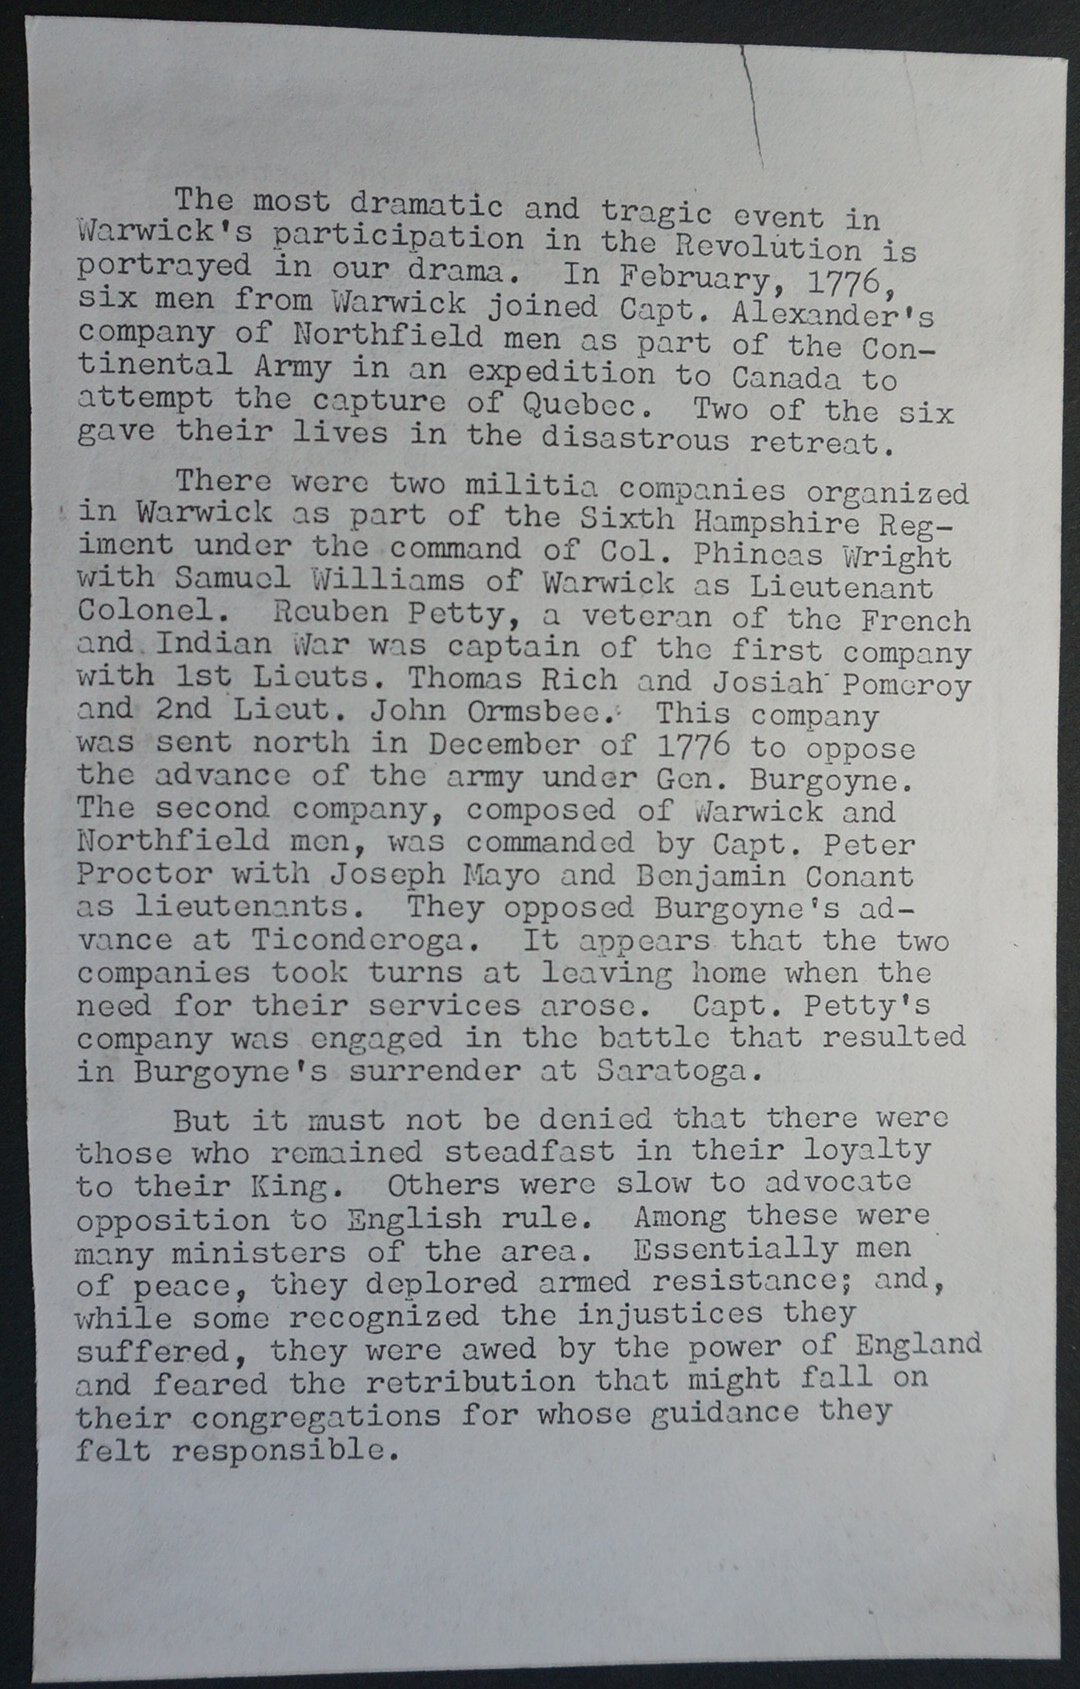 The most dramatic and tragic event in
Warwick's participation in the Revolution is
portrayed in our drama. In February, 1776,
six men from Warwick joined Capt. Alexander's
company of Northfield men as part of the Con-
tinental Army in an expedition to Canada to
attempt the capture of Quebec. Two of the six
gave their lives in the disastrous retreat.
There were two militia companies organized
in Warwick as part of the Sixth Hampshire Reg-
iment under the command of Col. Phineas Wright
with Samuel Williams of Warwick as Lieutenant
Colonel. Reuben Petty, a veteran of the French
and Indian War was captain of the first company
with 1st Lieuts. Thomas Rich and Josiah Pomeroy
and 2nd Lieut. John Ormsbee. This company
was sent north in December of 1776 to oppose
the advance of the army under Gen. Burgoyne.
The second company, composed of Warwick and
Northfield men, was commanded by Capt. Peter
Proctor with Joseph Mayo and Benjamin Conant
as lieutenants. They opposed Burgoyne's ad-
vance at Ticonderoga. It appears that the two
companies took turns at leaving home when the
need for their services arose. Capt. Petty's
company was engaged in the battle that resulted
in Burgoyne's surrender at Saratoga.
But it must not be denied that there were
those who remained steadfast in their loyalty
to their King. Others were slow to advocate
opposition to English rule. Among these were
many ministers of the area. Essentially men
of peace, they deplored armed resistance; and,
while some recognized the injustices they
suffered, they were awed by the power of England
and feared the retribution that might fall on
their congregations for whose guidance they
felt responsible.